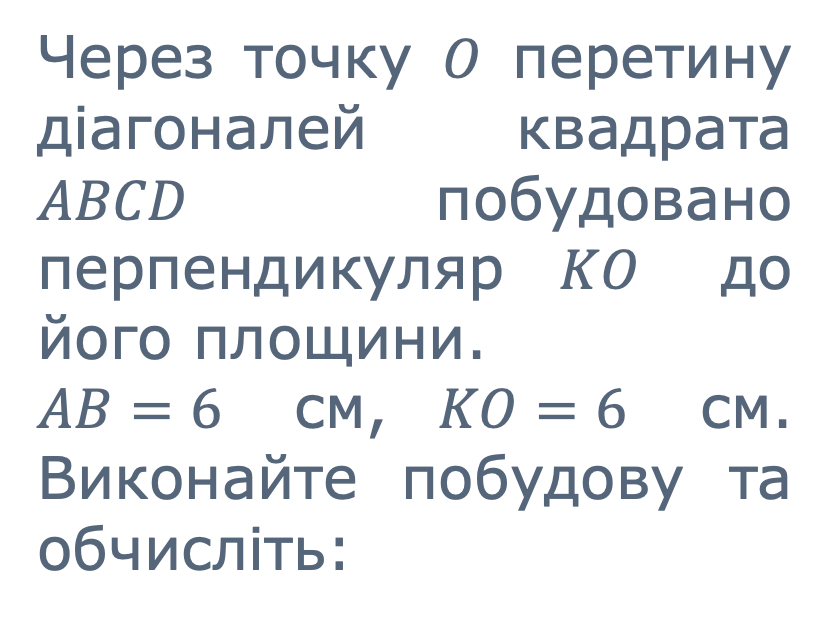 Через точку O перетину
діагоналей квадрата
ABCD побудовано
перпендикуляр KO до
його площини.
AB = 6 см, KO = 6 см.
Виконайте побудову та
обчисліть: